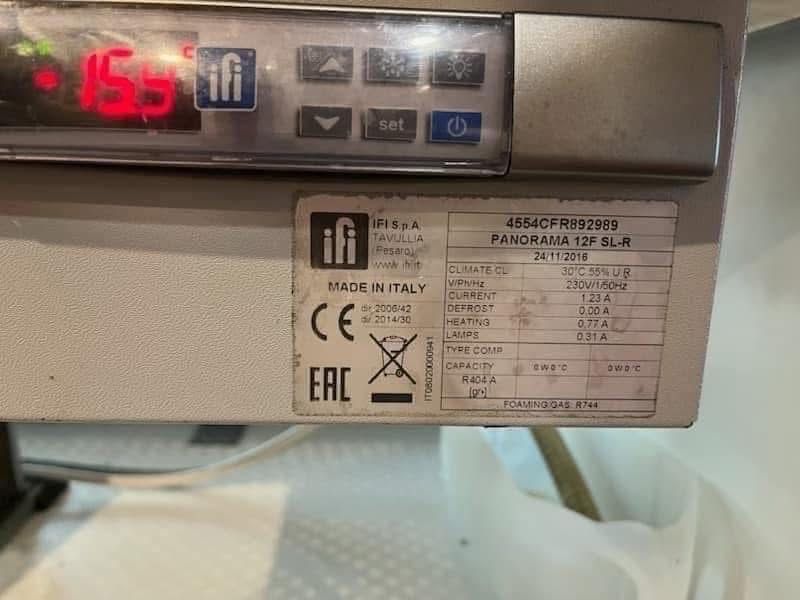 -15.5°C
ifi
set
ifi
IFI S.p.A.
TAVULLIA
(Pesaro)
www.ifi.it
MADE IN ITALY
CE
dir. 2006/42
dir. 2014/30
EAC
IT08020000941
4554CFR892989
PANORAMA 12F SL-R
24/11/2016
CLIMATE CL 30°C 55% U.R.
V/Ph/Hz 230V/1/50Hz
CURRENT 1.23 A
DEFROST 0,00 A
HEATING 0,77 A
LAMPS 0,31 A
TYPE COMP.
CAPACITY 0 W 0 °C 0 W 0 °C
R404 A
[gr]
FOAMING GAS: R744